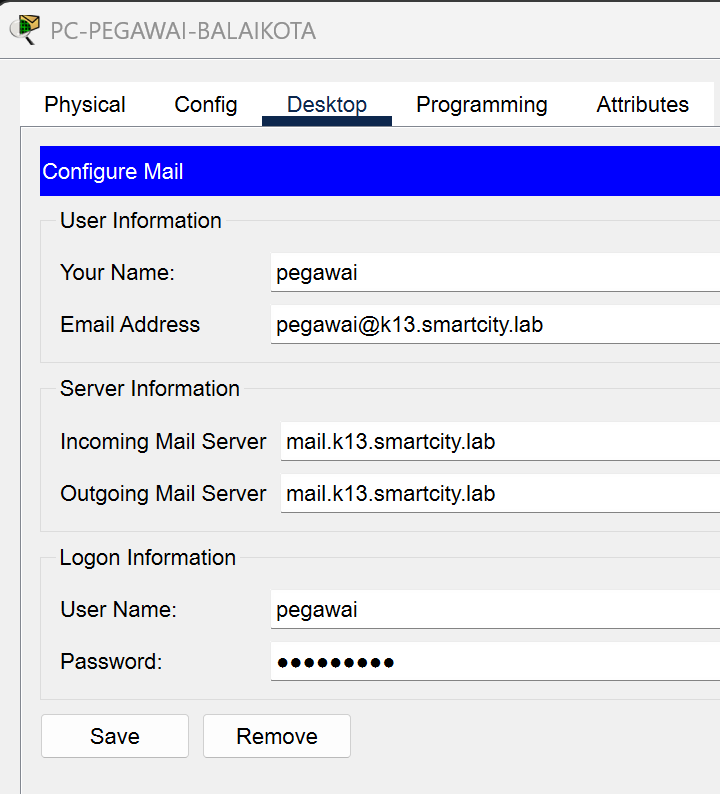 PC-PEGAWAI-BALAIKOTA
Physical Config Desktop Programming Attributes
Configure Mail
User Information
Your Name: pegawai
Email Address pegawai@k13.smartcity.lab
Server Information
Incoming Mail Server mail.k13.smartcity.lab
Outgoing Mail Server mail.k13.smartcity.lab
Logon Information
User Name: pegawai
Password: ●●●●●●●●●
Save Remove